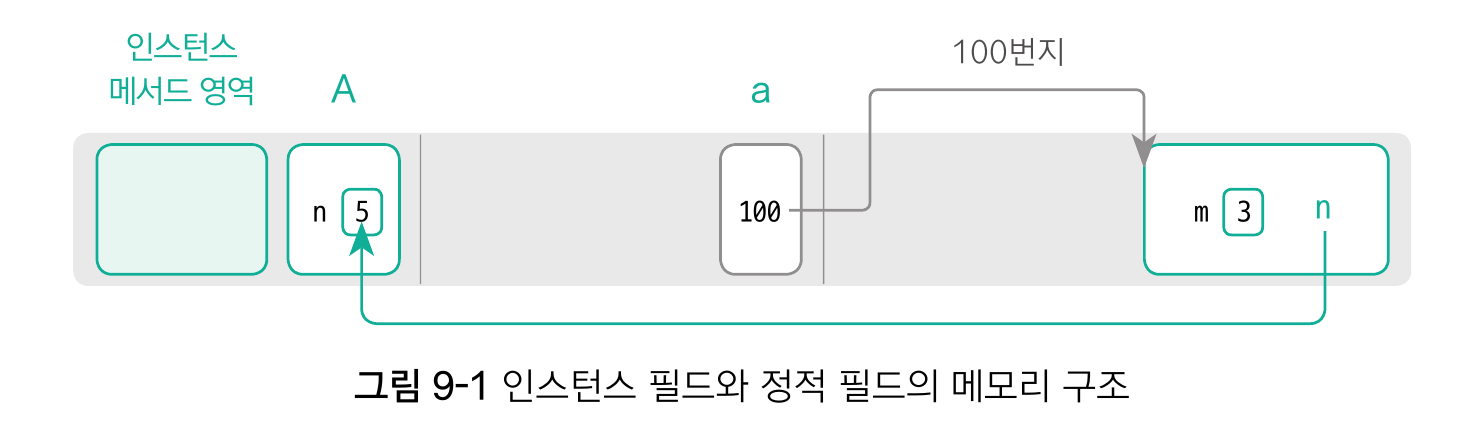 인스턴스
메서드 영역
A
a
100번지
n 5
100
m 3 n
그림 9-1 인스턴스 필드와 정적 필드의 메모리 구조